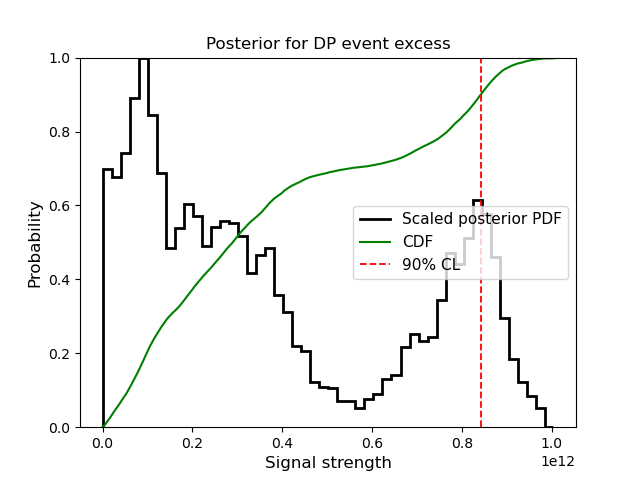 Posterior for DP event excess
Probability
1.0
0.8
0.6
0.4
0.2
0.0
Scaled posterior PDF
CDF
90% CL
0.0 0.2 0.4 0.6 0.8 1.0
1e12
Signal strength